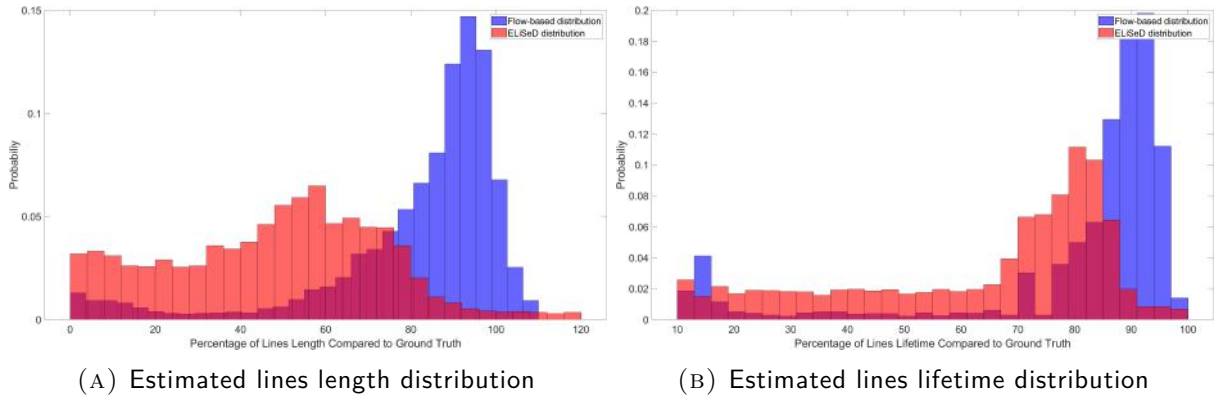 0.15
0.1
0.05
0
Probabiliy
Flow-based distribution
ELiSeD distribution
0 20 40 60 80 100 120
Percentage of Lines Length Compared to Ground Truth
(A) Estimated lines length distribution
0.2
0.18
0.16
0.14
0.12
0.1
0.08
0.06
0.04
0.02
0
Probabiliy
Flow-based distribution
ELiSeD distribution
10 20 30 40 50 60 70 80 90 100
Percentage of Lines Lifetime Compared to Ground Truth
(B) Estimated lines lifetime distribution